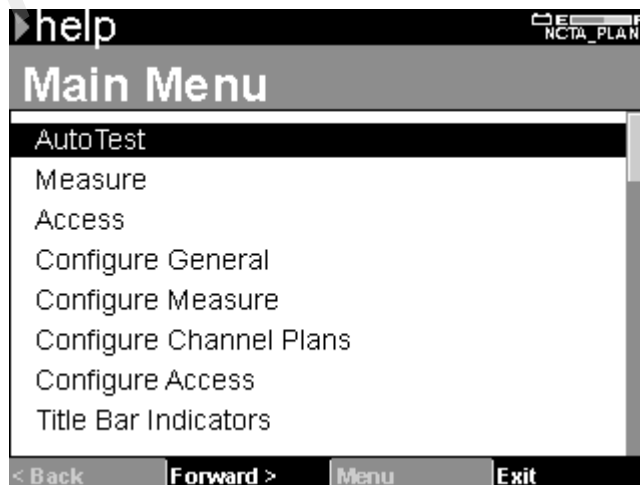 help
E F
NCTA_PLAN
Main Menu
AutoTest
Measure
Access
Configure General
Configure Measure
Configure Channel Plans
Configure Access
Title Bar Indicators
< Back Forward > Menu Exit